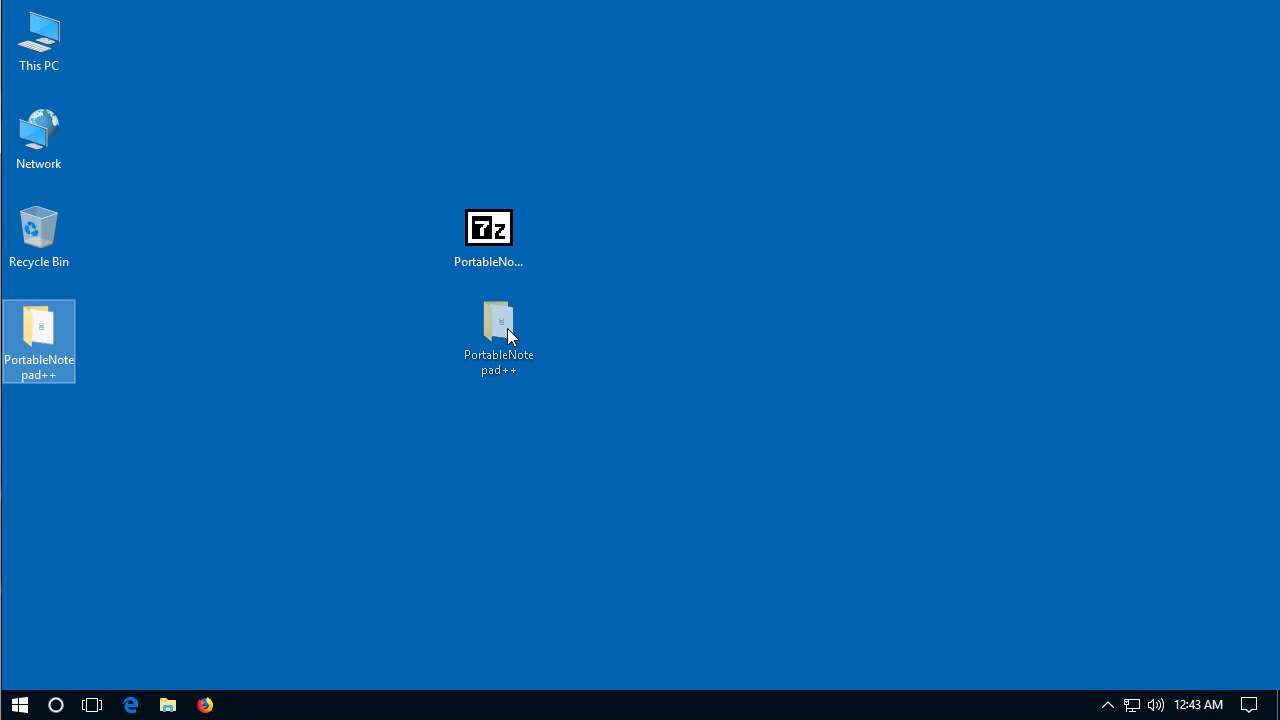 This PC
Network
Recycle Bin
PortableNote
pad++
7z
PortableNo...
PortableNote
pad++
12:43 AM